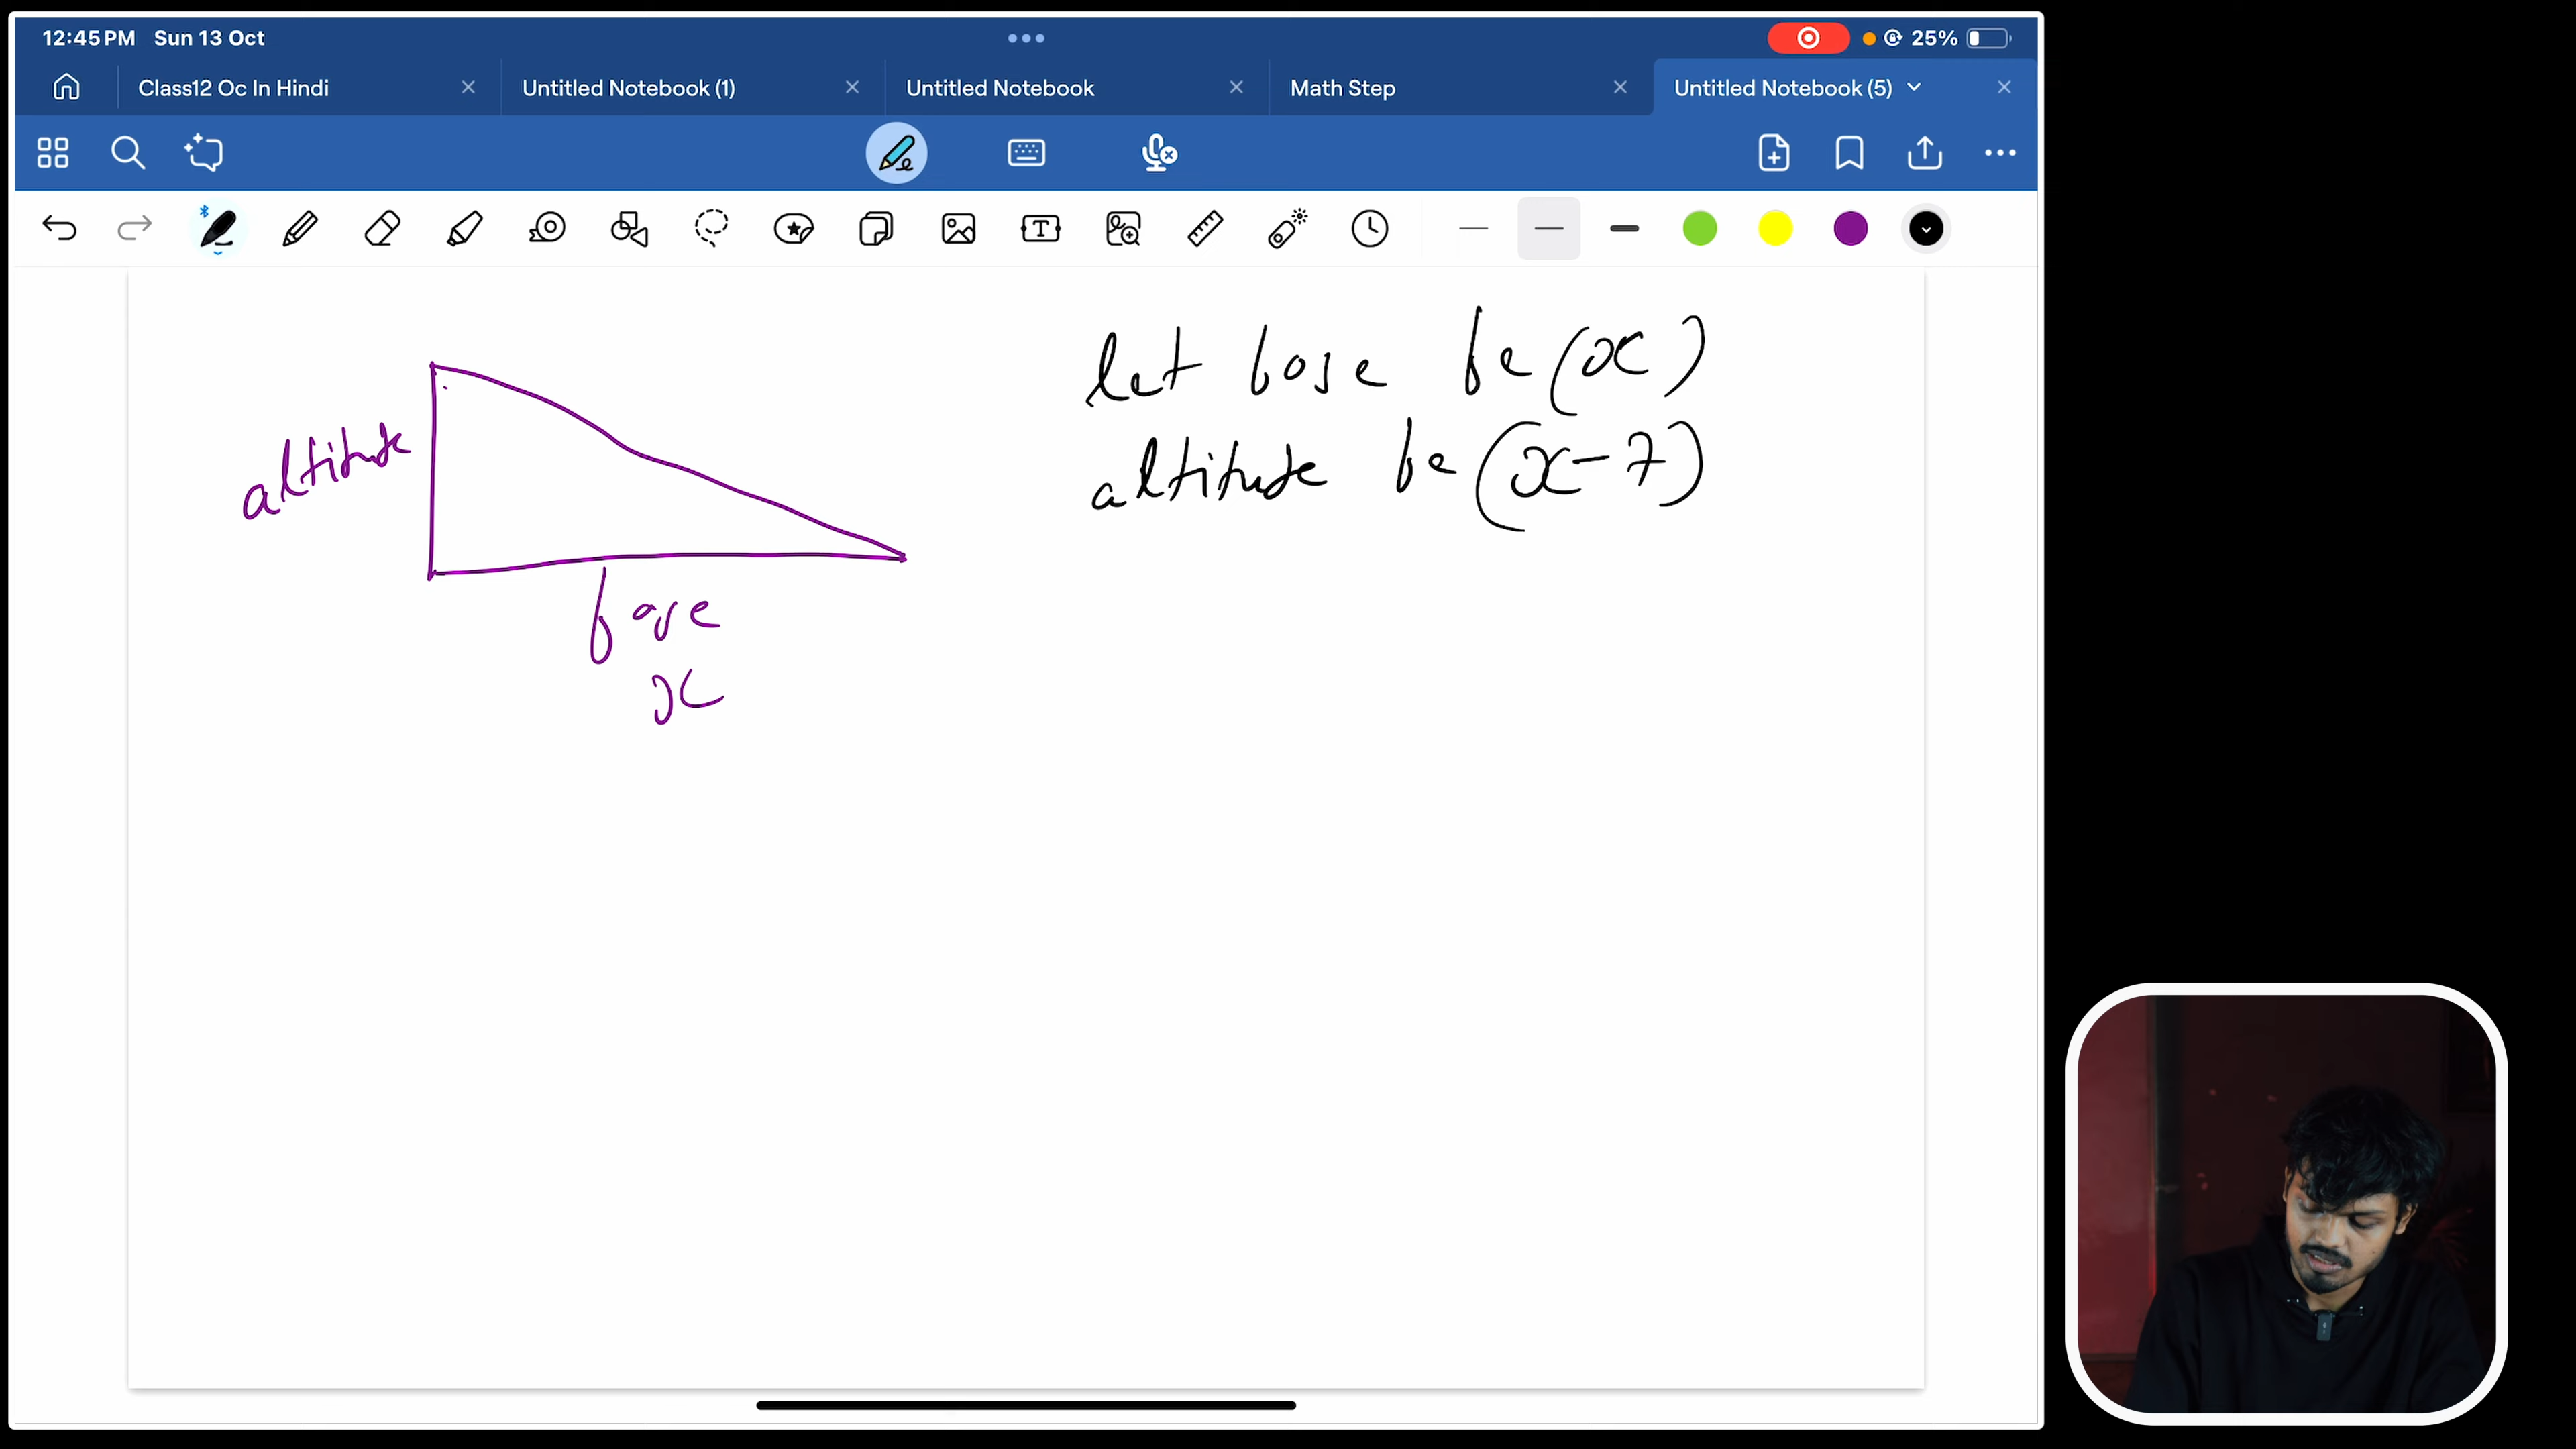 12:45 PM Sun 13 Oct
25%
Class12 Oc In Hindi
Untitled Notebook (1)
Untitled Notebook
Math Step
Untitled Notebook (5)
T
let base be (x)
altitude be (x-7)
altitude
base
x